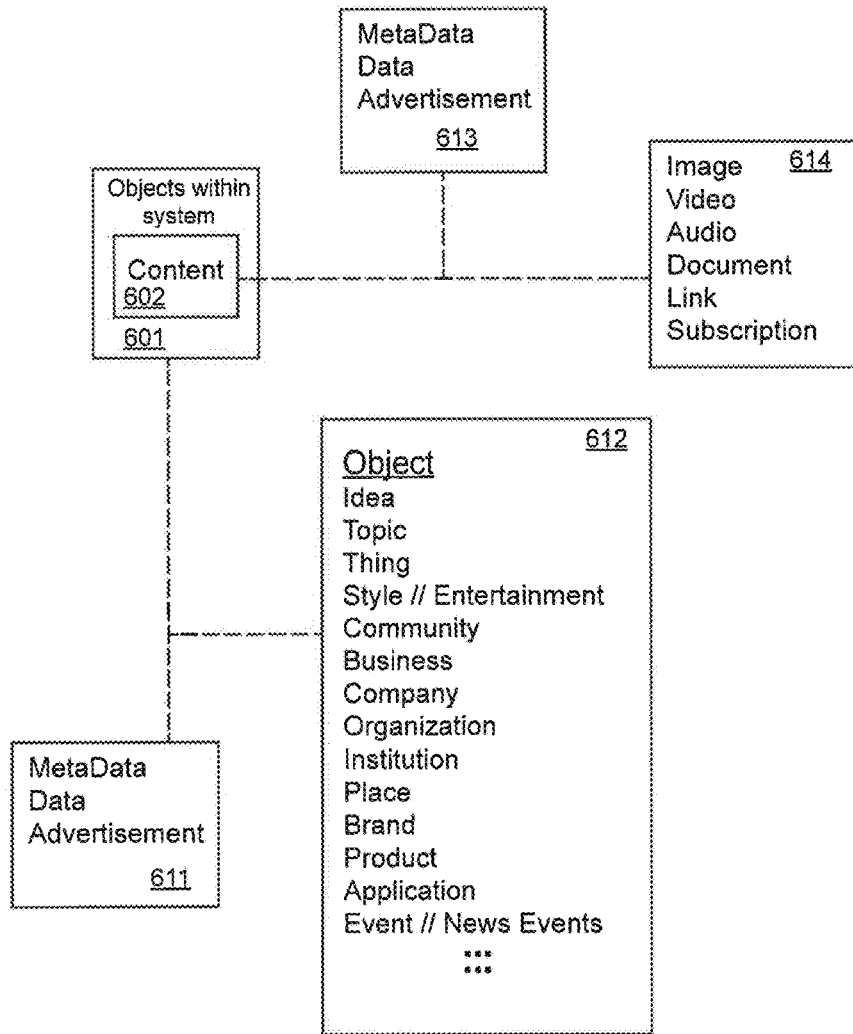 MetaData
Data
Advertisement
613
Image 614
Video
Audio
Document
Link
Subscription
Objects within
system
Content
602
601
612
Object
Idea
Topic
Thing
Style // Entertainment
Community
Business
Company
Organization
Institution
Place
Brand
Product
Application
Event // News Events
MetaData
Data
Advertisement
611